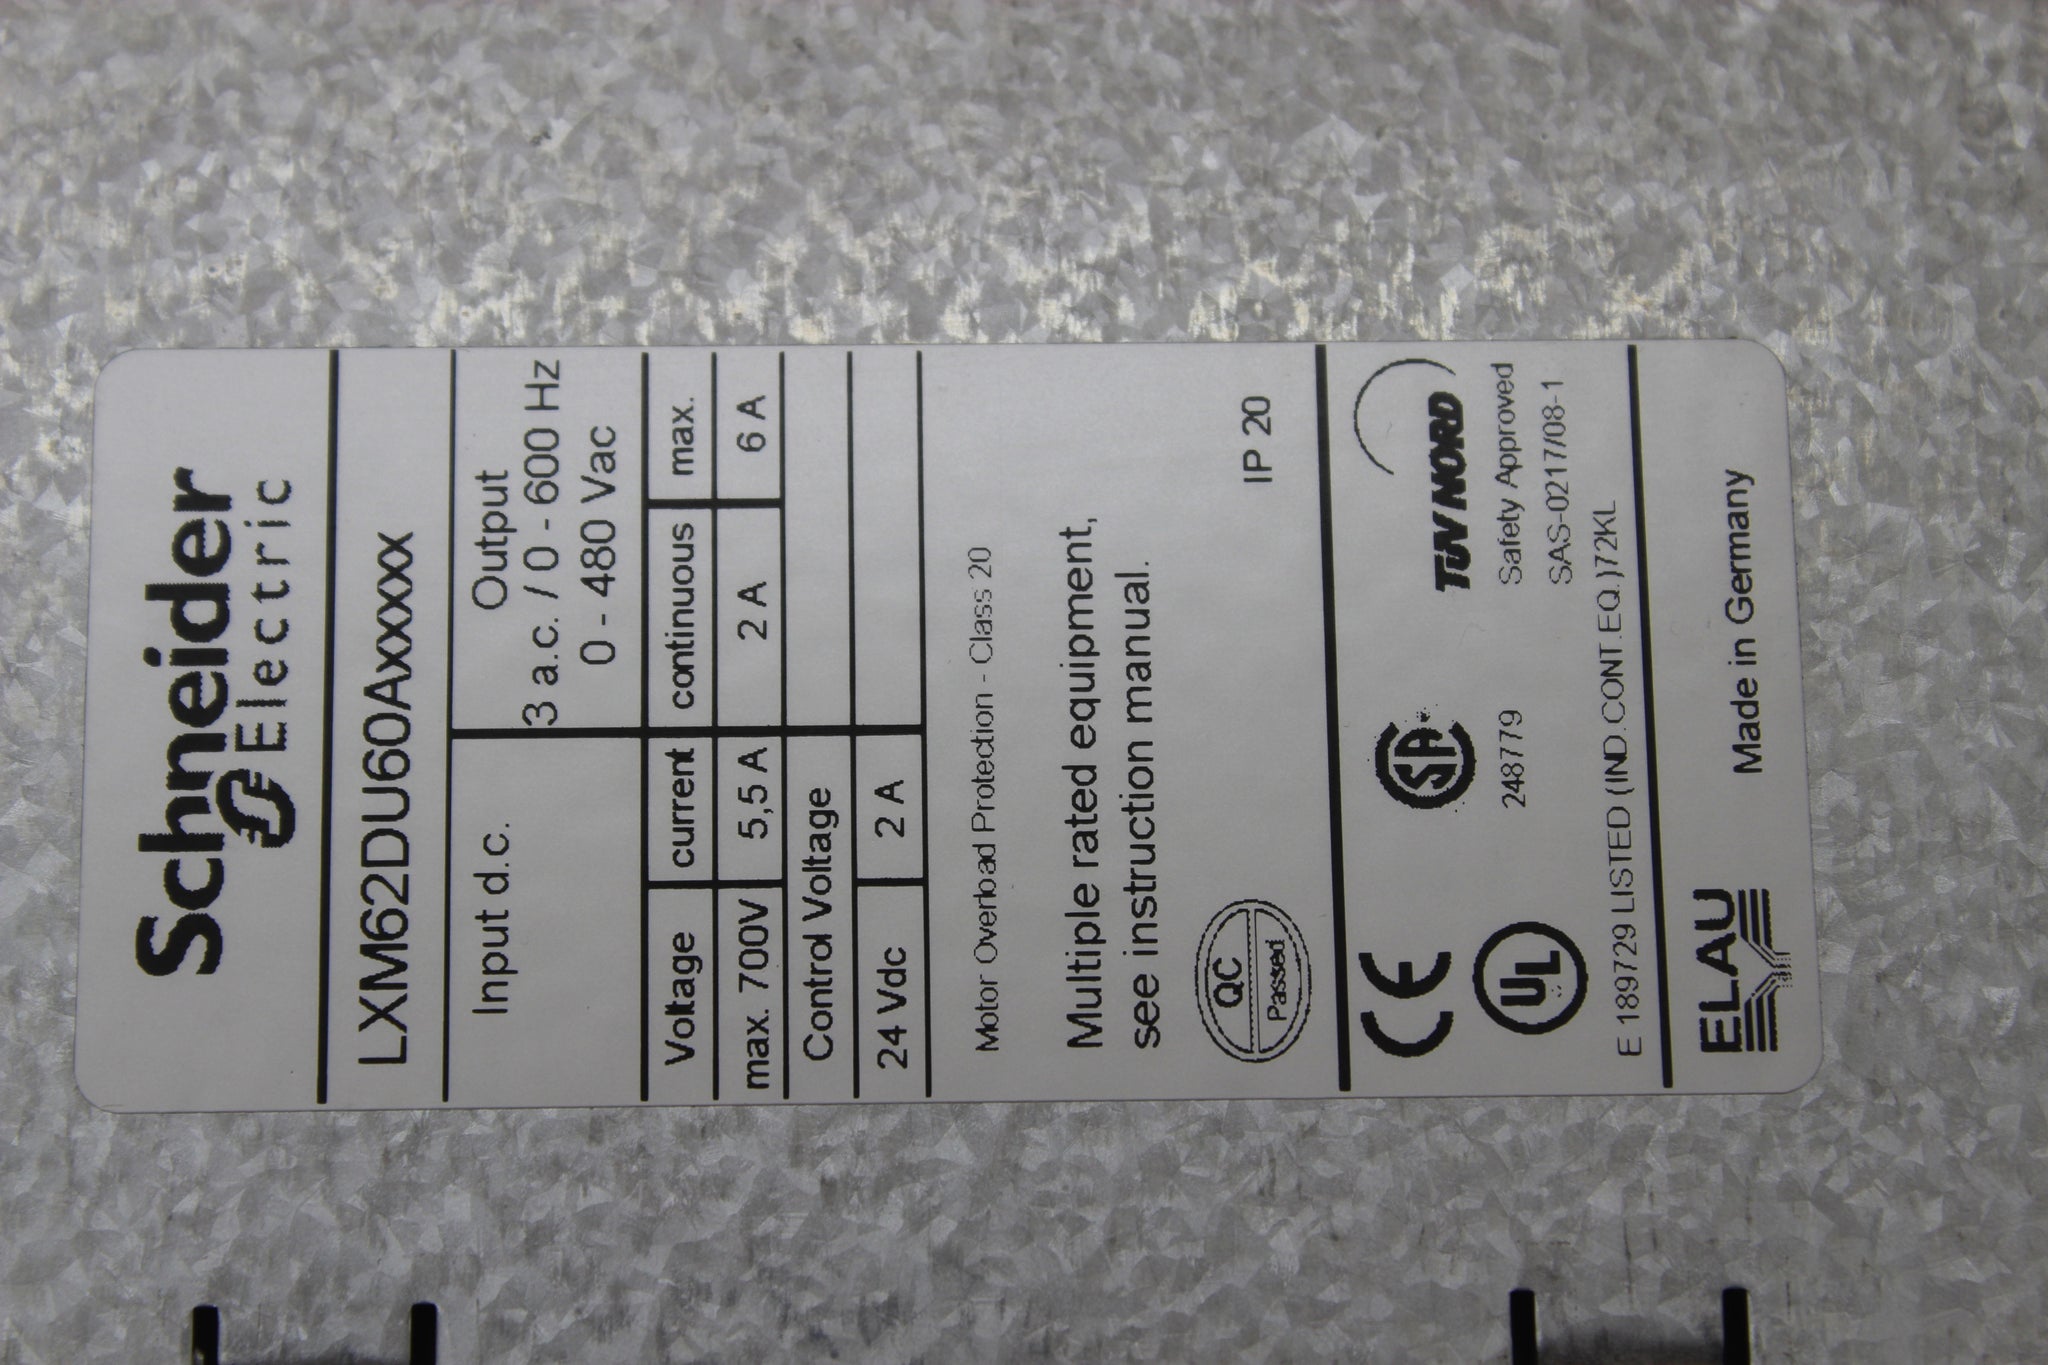 Schneider
Electric
LXM62DU60Axxxx
Input d.c.
Output
3 a.c. / 0 - 600 Hz
0 - 480 Vac
Voltage current continuous max.
max. 700V 5,5 A 2 A 6 A
Control Voltage
24 Vdc 2 A
Motor Overload Protection - Class 20
Multiple rated equipment,
see instruction manual.
QC
Passed
IP 20
CE
UL
SA
248779
TÜV NORD
Safety Approved
SAS-0217/08-1
E 189729 LISTED (IND. CONT. EQ.)72KL
ELAU
Made in Germany